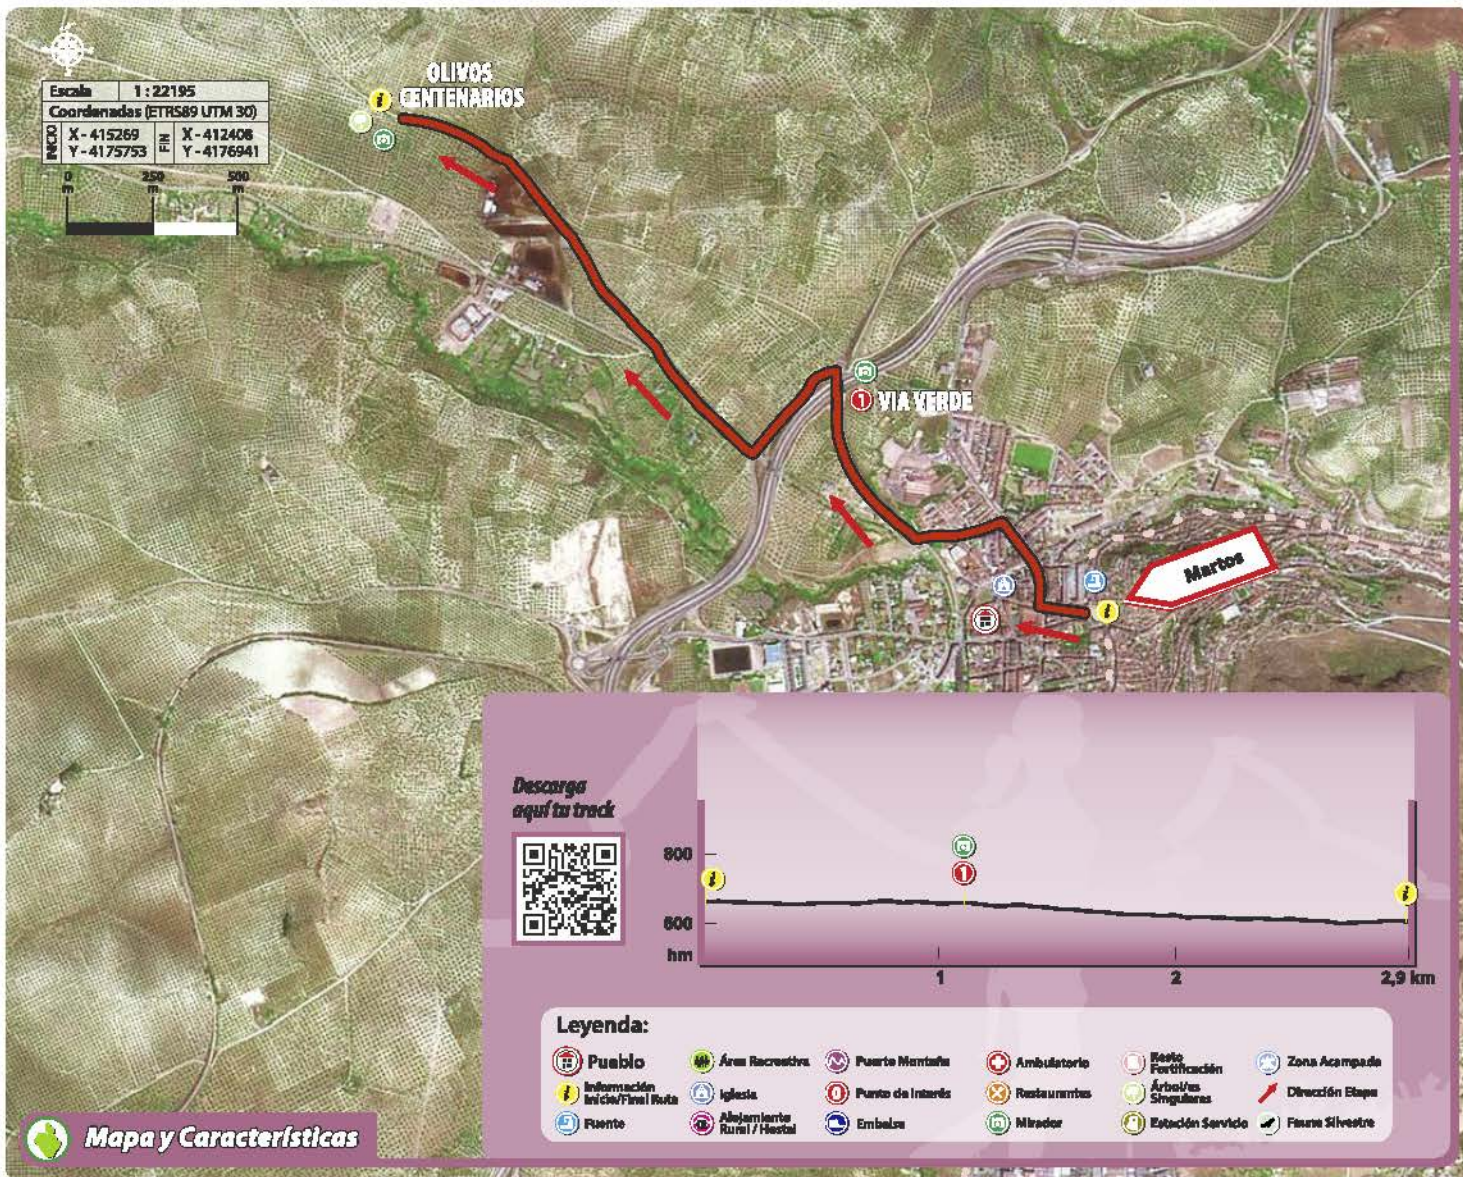 OLIVOS
CENTENARIOS
Escala 1 : 22195
Coordenadas (ETRS89 UTM 30)
INICIO X - 415269 FIN X - 412408
Y - 4175753 Y - 4176941
0 250 500
m m m
1 VIA VERDE
Martos
Descarga
aquí tu track
800
600
hm
1
1 2 2,9 km
Leyenda:
Pueblo
Información
Inicio/Final Ruta
Fuente
Área Recreativa
Iglesia
Alojamiento
Rural / Hostal
Puerto Montaña
Punto de Interés
Embalse
Ambulatorio
Restaurantes
Mirador
Resto
Fortificación
Árbol/es
Singulares
Estación Servicio
Zona Acampada
Dirección Etapa
Fauna Silvestre
Mapa y Características